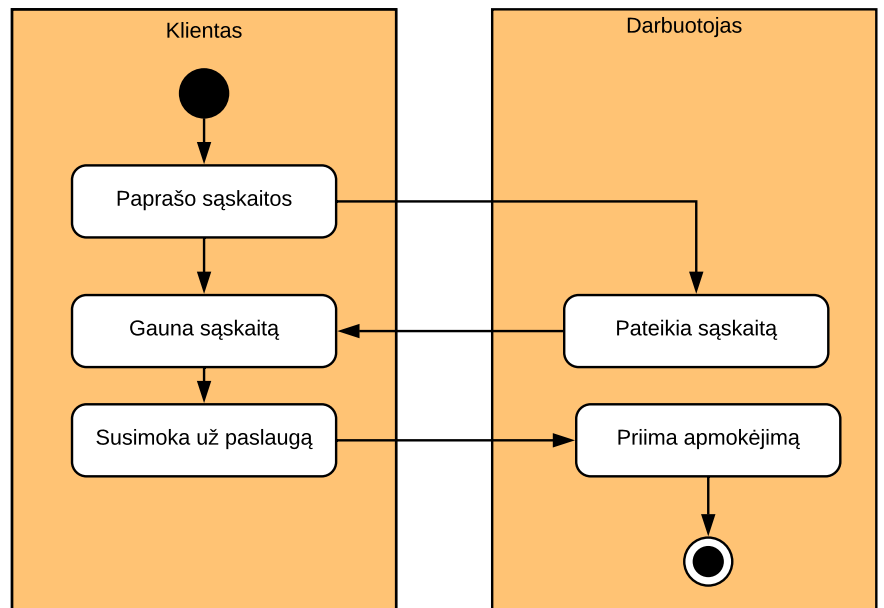 Klientas
Darbuotojas
Paprašo sąskaitos
Gauna sąskaitą
Pateikia sąskaitą
Susimoka už paslaugą
Priima apmokėjimą